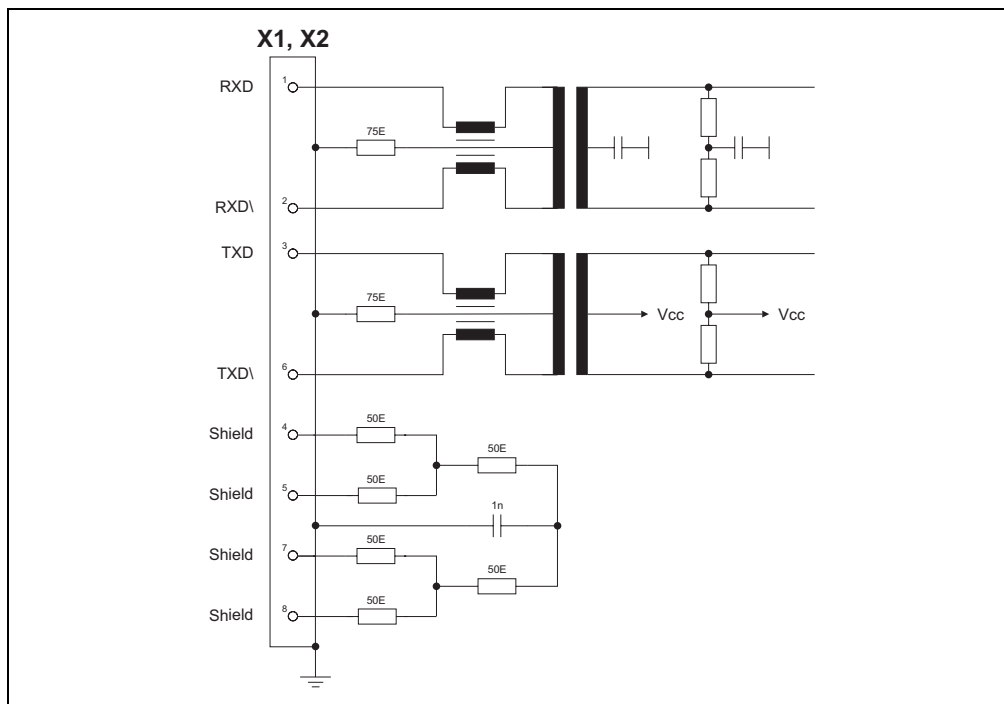 X1, X2
RXD
1
75E
RXD\
2
TXD
3
75E
Vcc
Vcc
TXD\
6
Shield
4
50E
50E
Shield
5
50E
1n
Shield
7
50E
50E
Shield
8
50E